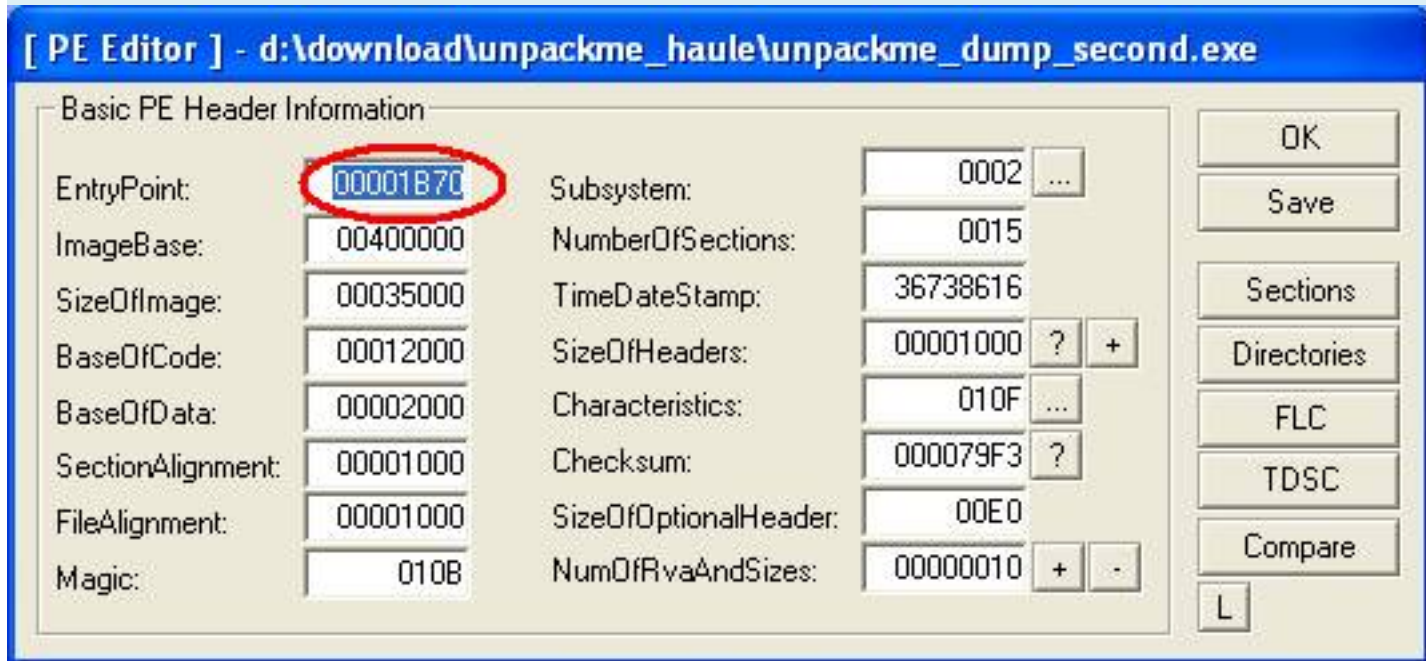 [ PE Editor ] - d:\download\unpackme_haule\unpackme_dump_second.exe
Basic PE Header Information
EntryPoint: 00001B70
ImageBase: 00400000
SizeOfImage: 00035000
BaseOfCode: 00012000
BaseOfData: 00002000
SectionAlignment: 00001000
FileAlignment: 00001000
Magic: 010B
Subsystem: 0002 ...
NumberOfSections: 0015
TimeDateStamp: 36738616
SizeOfHeaders: 00001000 ? +
Characteristics: 010F ...
Checksum: 000079F3 ?
SizeOfOptionalHeader: 00E0
NumOfRvaAndSizes: 00000010 + -
OK
Save
Sections
Directories
FLC
TDSC
Compare
L